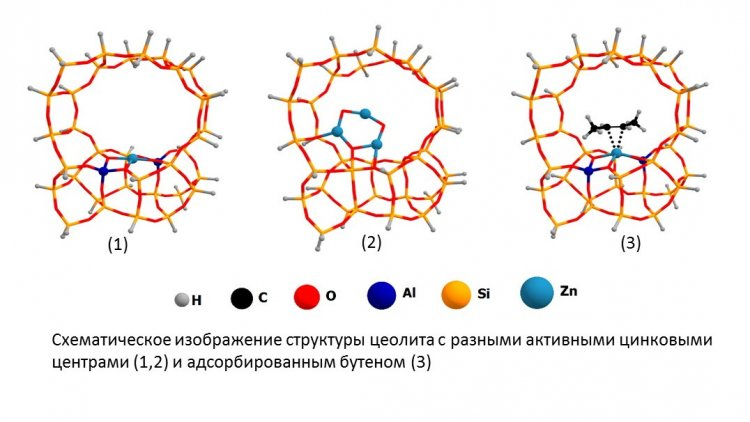 (1) (2) (3)
H C O Al Si Zn
Схематическое изображение структуры цеолита с разными активными цинковыми
центрами (1,2) и адсорбированным бутеном (3)